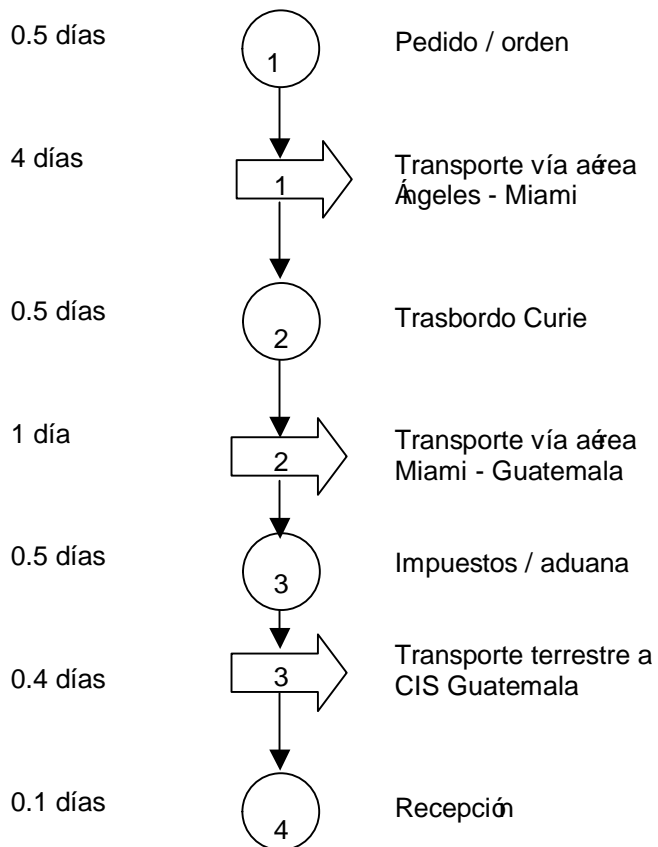 0.5 días
1
Pedido / orden
4 días
1
Transporte vía aérea
Ángeles - Miami
0.5 días
2
Trasbordo Curie
1 día
2
Transporte vía aérea
Miami - Guatemala
0.5 días
3
Impuestos / aduana
0.4 días
3
Transporte terrestre a
CIS Guatemala
0.1 días
4
Recepción